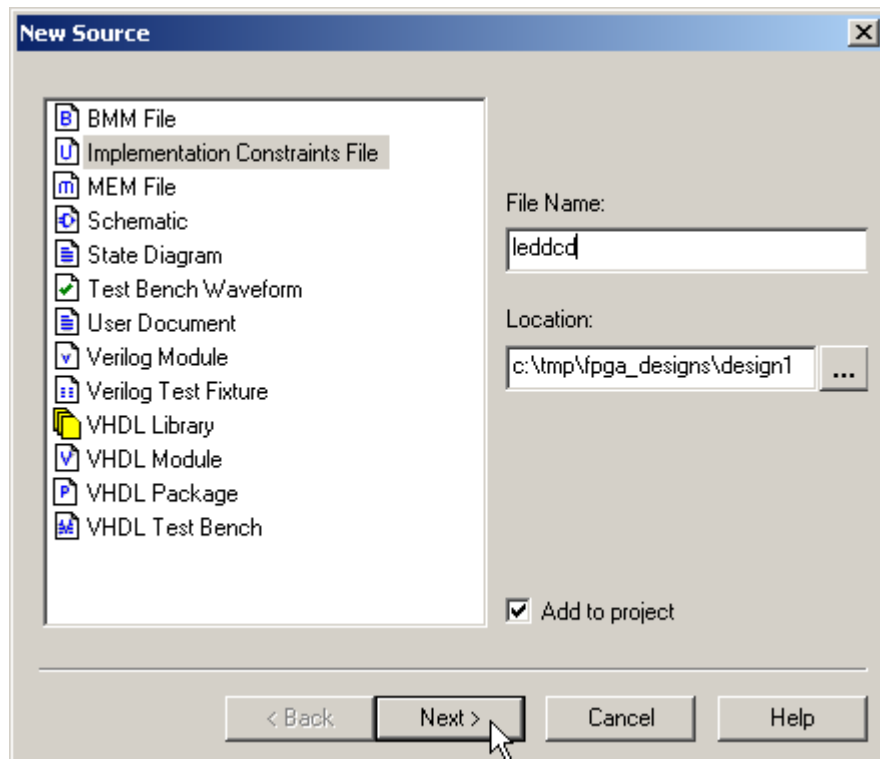 New Source
BMM File
Implementation Constraints File
MEM File
Schematic
State Diagram
Test Bench Waveform
User Document
Verilog Module
Verilog Test Fixture
VHDL Library
VHDL Module
VHDL Package
VHDL Test Bench
File Name:
leddcd
Location:
c:\tmp\fpga_designs\design1
...
Add to project
< Back
Next >
Cancel
Help